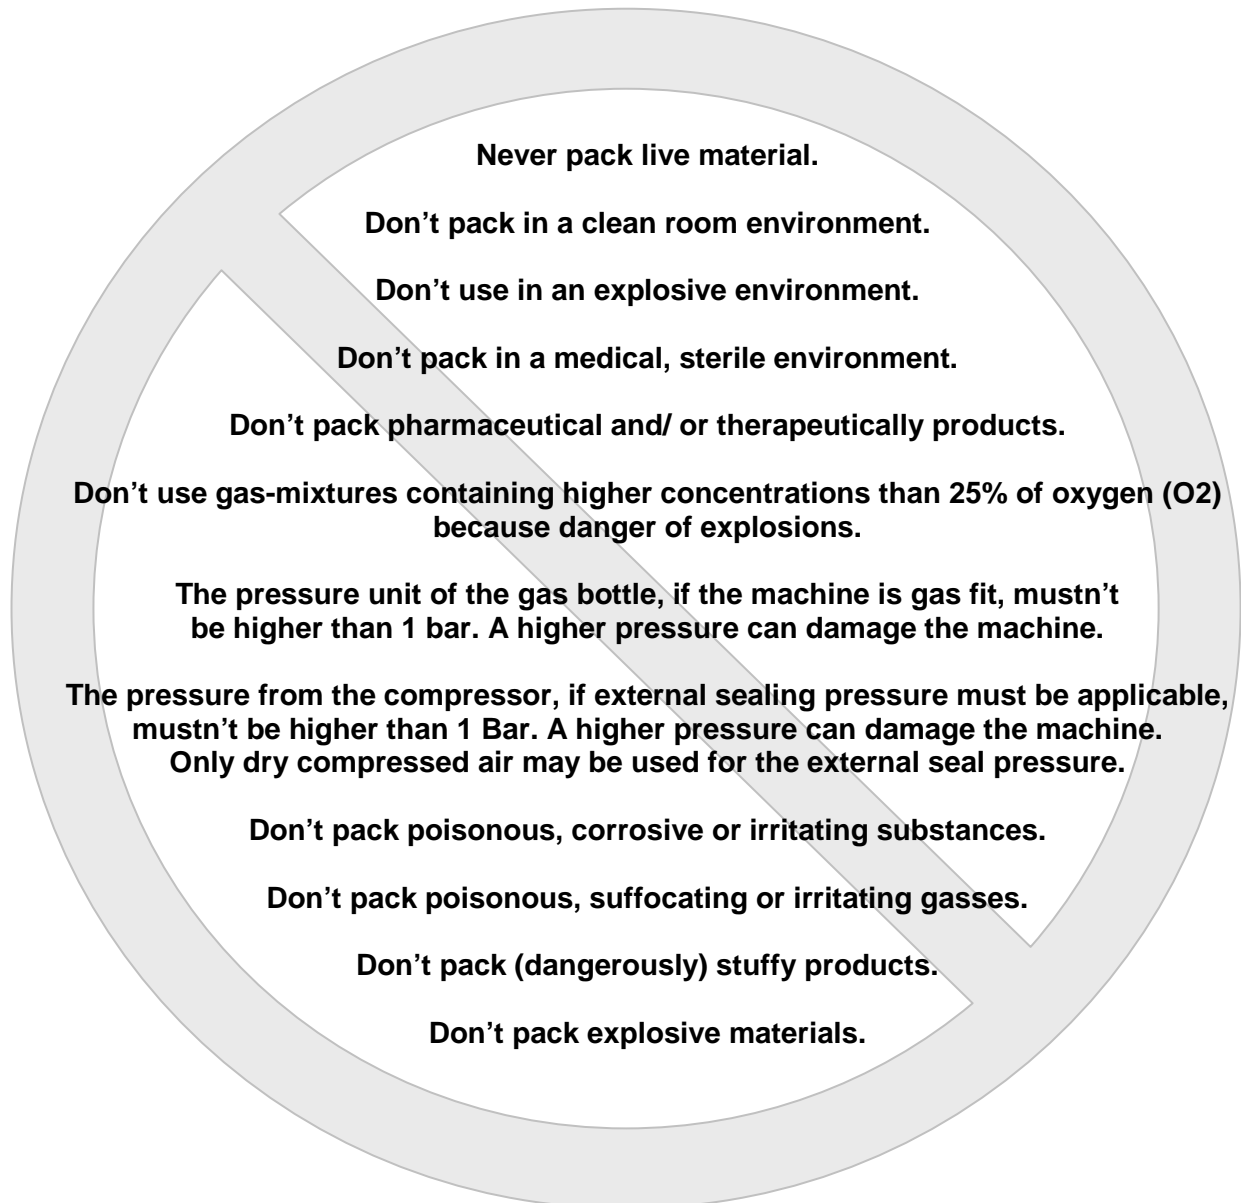 Never pack live material.
Don’t pack in a clean room environment.
Don’t use in an explosive environment.
Don’t pack in a medical, sterile environment.
Don’t pack pharmaceutical and/ or therapeutically products.
Don’t use gas-mixtures containing higher concentrations than 25% of oxygen (O2)
because danger of explosions.
The pressure unit of the gas bottle, if the machine is gas fit, mustn’t
be higher than 1 bar. A higher pressure can damage the machine.
The pressure from the compressor, if external sealing pressure must be applicable,
mustn’t be higher than 1 Bar. A higher pressure can damage the machine.
Only dry compressed air may be used for the external seal pressure.
Don’t pack poisonous, corrosive or irritating substances.
Don’t pack poisonous, suffocating or irritating gasses.
Don’t pack (dangerously) stuffy products.
Don’t pack explosive materials.